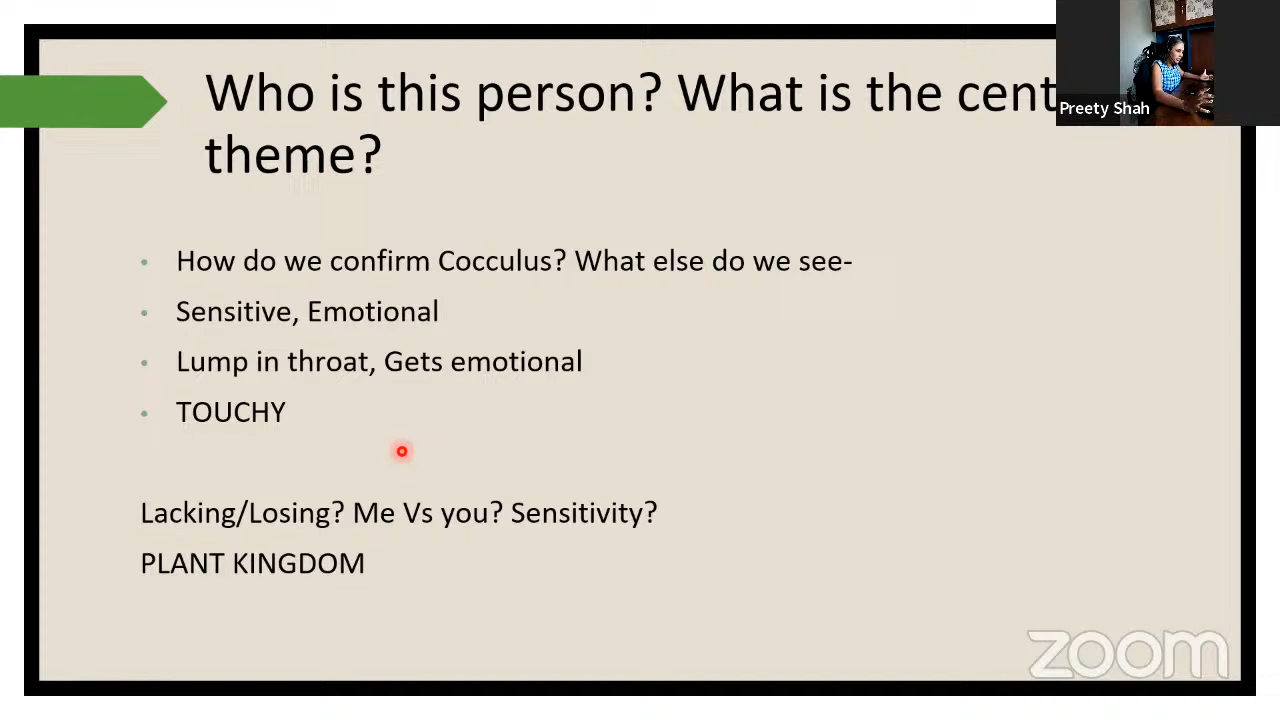 Who is this person? What is the cent
theme?
Preety Shah
• How do we confirm Cocculus? What else do we see-
• Sensitive, Emotional
• Lump in throat, Gets emotional
• TOUCHY
Lacking/Losing? Me Vs you? Sensitivity?
PLANT KINGDOM
zoom